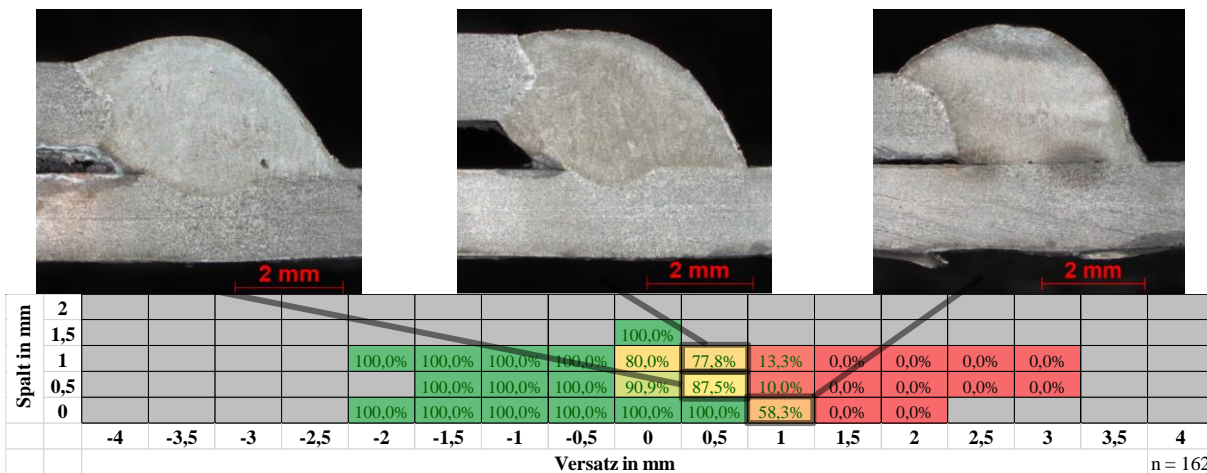 2 mm 2 mm 2 mm
Spalt in mm
2
1,5 100,0%
1 100,0% 100,0% 100,0% 100,0% 80,0% 77,8% 13,3% 0,0% 0,0% 0,0% 0,0%
0,5 100,0% 100,0% 100,0% 90,9% 87,5% 10,0% 0,0% 0,0% 0,0% 0,0%
0 100,0% 100,0% 100,0% 100,0% 100,0% 100,0% 58,3% 0,0% 0,0%
-4 -3,5 -3 -2,5 -2 -1,5 -1 -0,5 0 0,5 1 1,5 2 2,5 3 3,5 4
Versatz in mm
n = 162